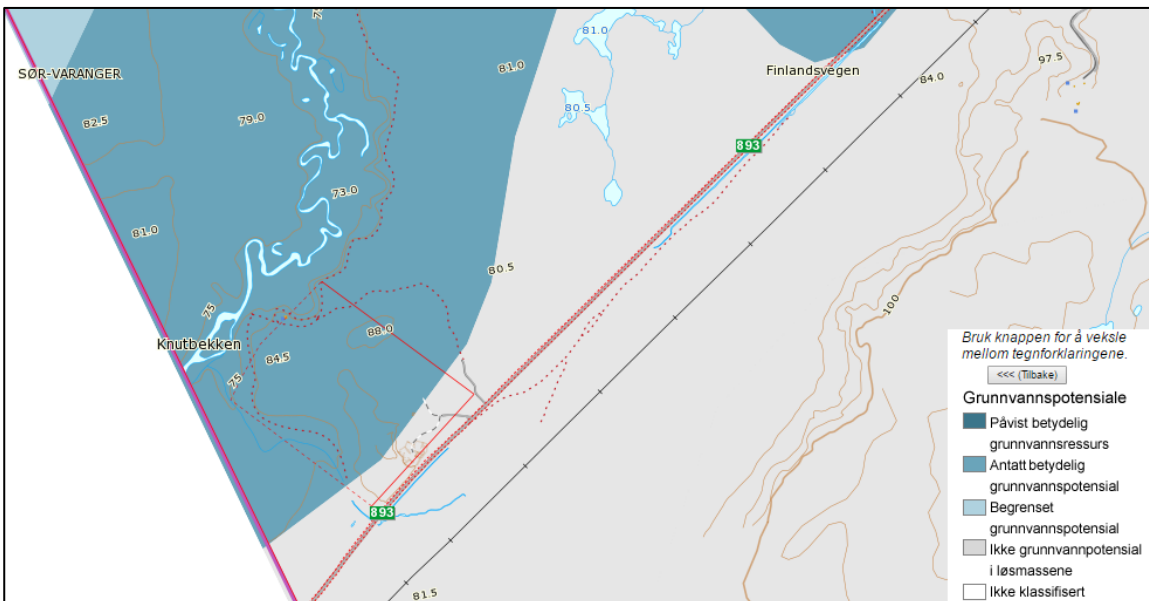 81.0
SØR-VARANGER
81.0
Finlandsvegen
97.5
84.0
80.5
82.5
79.0
893
73.0
81.0
80.5
75
100
88.0
Knutbekken
84.5
75
893
81.5
Bruk knappen for å veksle
mellom tegnforklaringene.
<<< (Tilbake)
Grunnvannspotensiale
Påvist betydelig
grunnvannsressurs
Antatt betydelig
grunnvannspotensial
Begrenset
grunnvannspotensial
Ikke grunnvannpotensial
i løsmassene
Ikke klassifisert